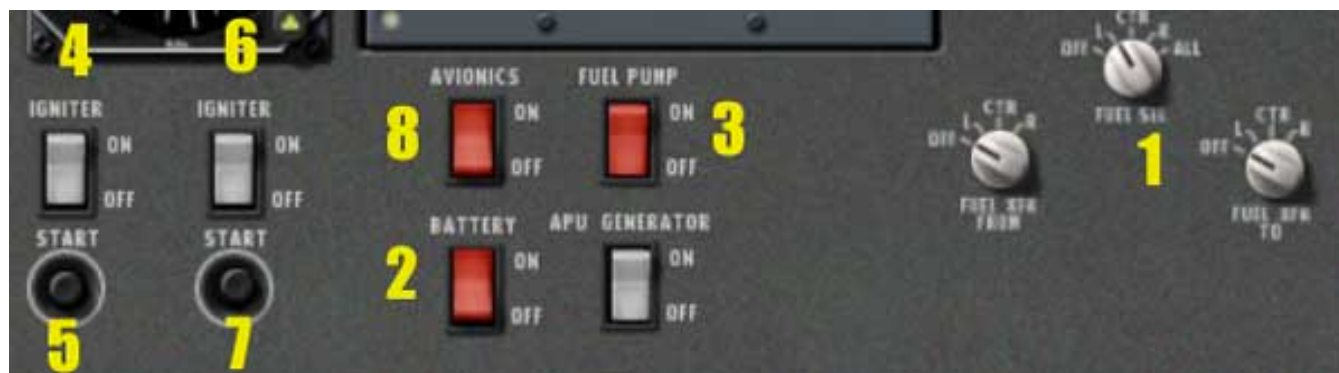 4
6
CTR
L R
OFF ALL
AVIONICS FUEL PUMP
IGNITER IGNITER
ON ON 3
8
OFF OFF
ON ON
OFF OFF
FUEL SEL
1
CTR
L R
OFF
CTR
L R
OFF
FUEL XFR
FROM
FUEL XFR
TO
START START
BATTERY APU GENERATOR
2
ON ON
OFF OFF
5 7